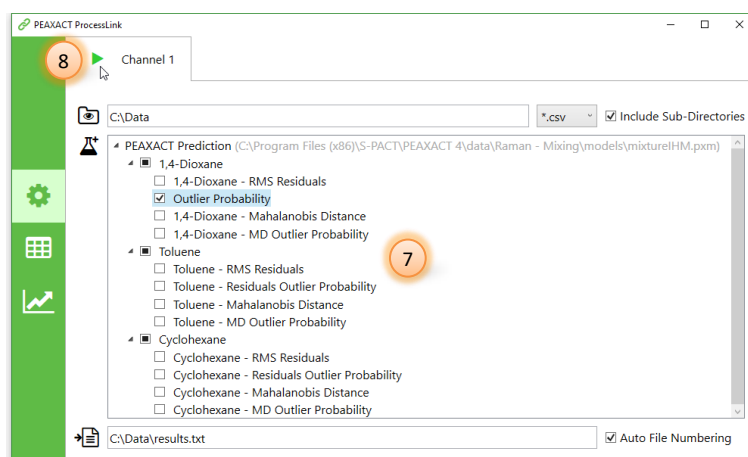 PEAXACT ProcessLink
8
Channel 1
C:\Data
*.csv
Include Sub-Directories
PEAXACT Prediction (C:\Program Files (x86)\S-PACT\PEAXACT 4\data\Raman - Mixing\models\mixtureIHM.pxm)
1,4-Dioxane
1,4-Dioxane - RMS Residuals
Outlier Probability
1,4-Dioxane - Mahalanobis Distance
1,4-Dioxane - MD Outlier Probability
Toluene
7
Toluene - RMS Residuals
Toluene - Residuals Outlier Probability
Toluene - Mahalanobis Distance
Toluene - MD Outlier Probability
Cyclohexane
Cyclohexane - RMS Residuals
Cyclohexane - Residuals Outlier Probability
Cyclohexane - Mahalanobis Distance
Cyclohexane - MD Outlier Probability
C:\Data\results.txt
Auto File Numbering